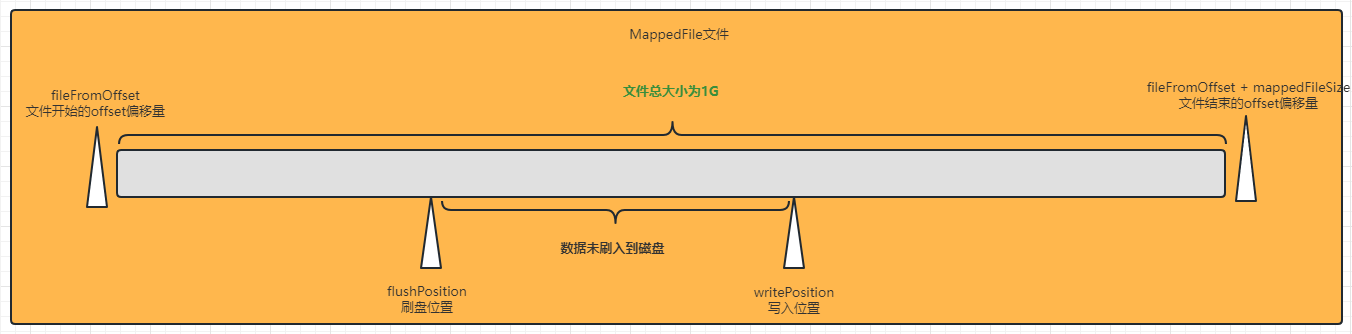 MappedFile文件
文件总大小为1G
fileFromOffset
文件开始的offset偏移量
fileFromOffset + mappedFileSize
文件结束的offset偏移量
数据未刷入到磁盘
flushPosition
刷盘位置
writePosition
写入位置